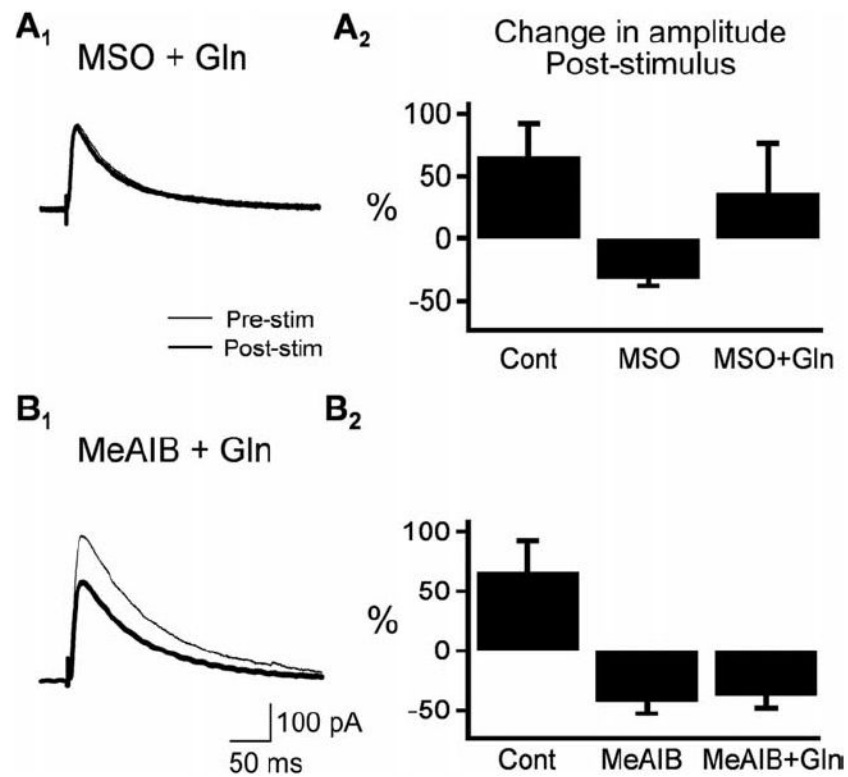 A1
MSO + Gln
Pre-stim
Post-stim
A2
Change in amplitude
Post-stimulus
100
50
%
0
-50
Cont MSO MSO+Gln
B1
MeAIB + Gln
100 pA
50 ms
B2
100
50
%
0
-50
Cont MeAIB MeAIB+Gln